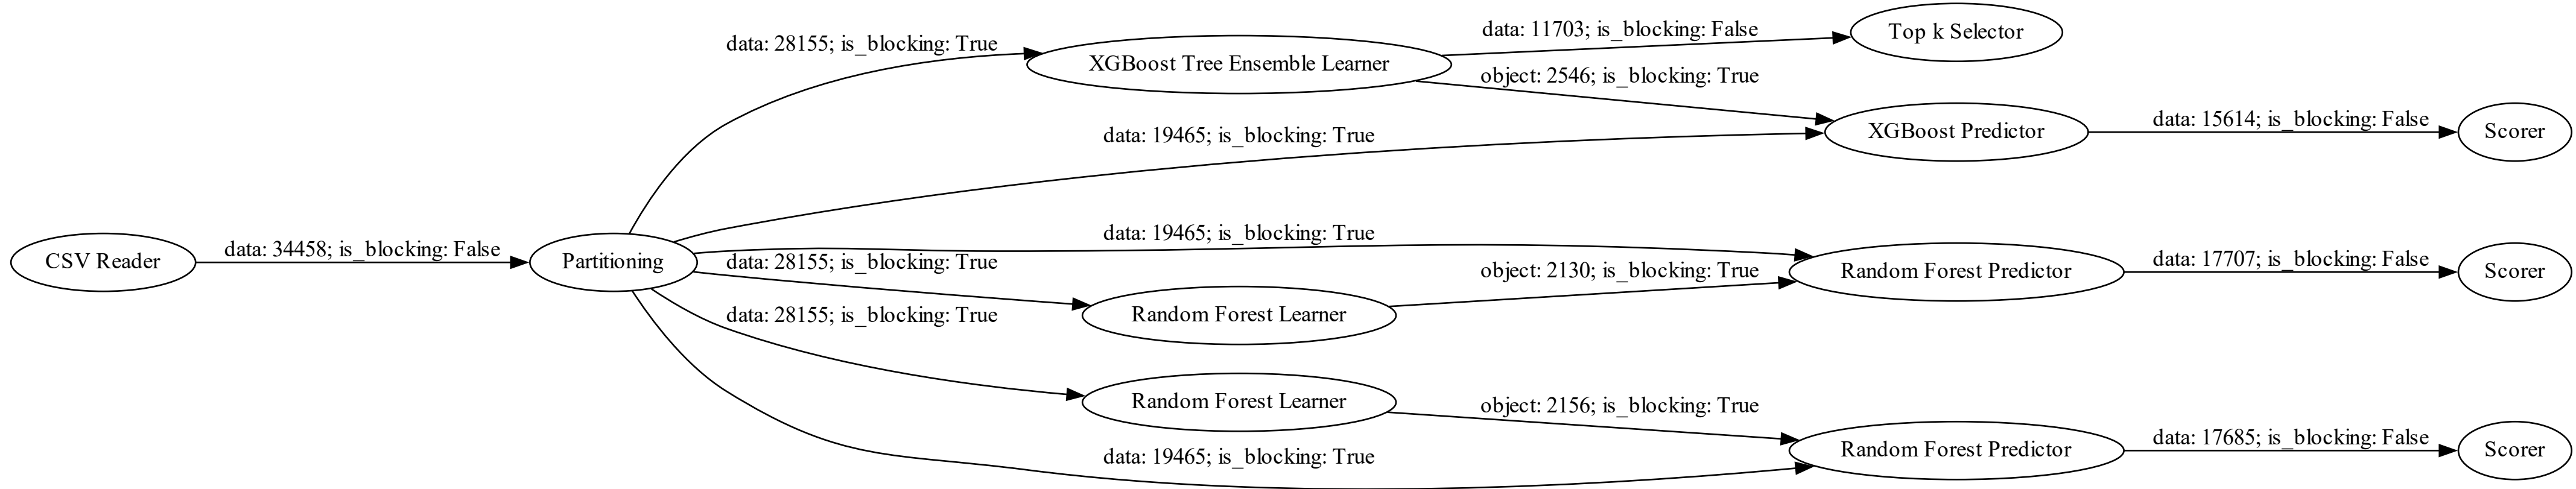 CSV Reader
data: 34458; is_blocking: False
Partitioning
data: 28155; is_blocking: True
XGBoost Tree Ensemble Learner
data: 11703; is_blocking: False
Top k Selector
object: 2546; is_blocking: True
data: 19465; is_blocking: True
XGBoost Predictor
data: 15614; is_blocking: False
Scorer
data: 19465; is_blocking: True
data: 28155; is_blocking: True
Random Forest Learner
object: 2130; is_blocking: True
Random Forest Predictor
data: 17707; is_blocking: False
Scorer
data: 28155; is_blocking: True
Random Forest Learner
object: 2156; is_blocking: True
data: 19465; is_blocking: True
Random Forest Predictor
data: 17685; is_blocking: False
Scorer